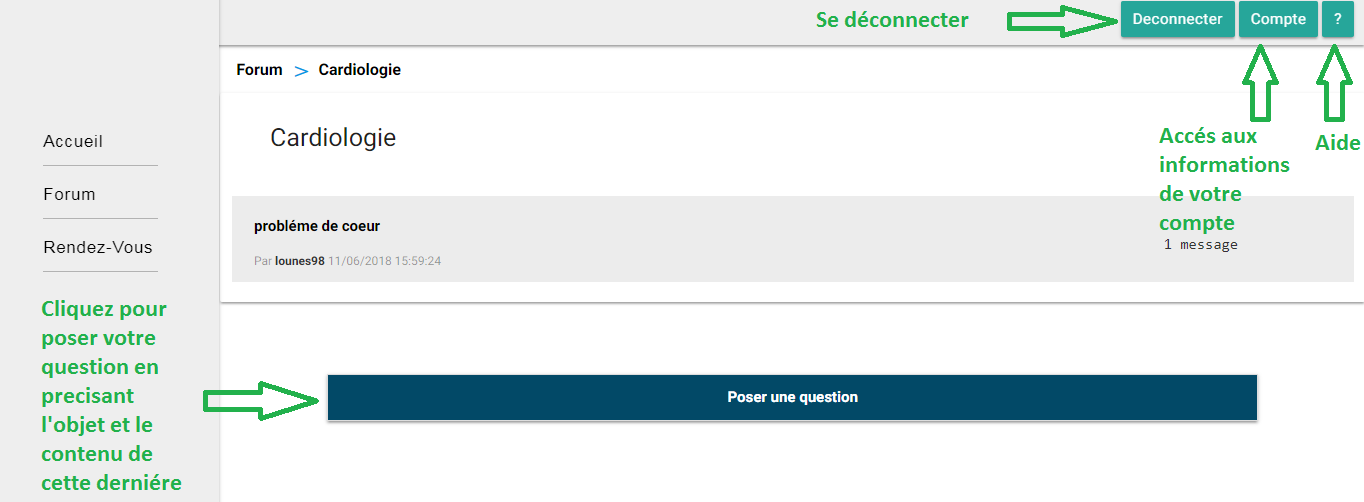 Se déconnecter
Deconnecter
Compte
?
Forum > Cardiologie
Accueil
Forum
Rendez-Vous
Cardiologie
Accés aux
informations
de votre
compte
Aide
probléme de coeur
Par lounes98 11/06/2018 15:59:24
1 message
Cliquez pour
poser votre
question en
precisant
l'objet et le
contenu de
cette derniére
Poser une question